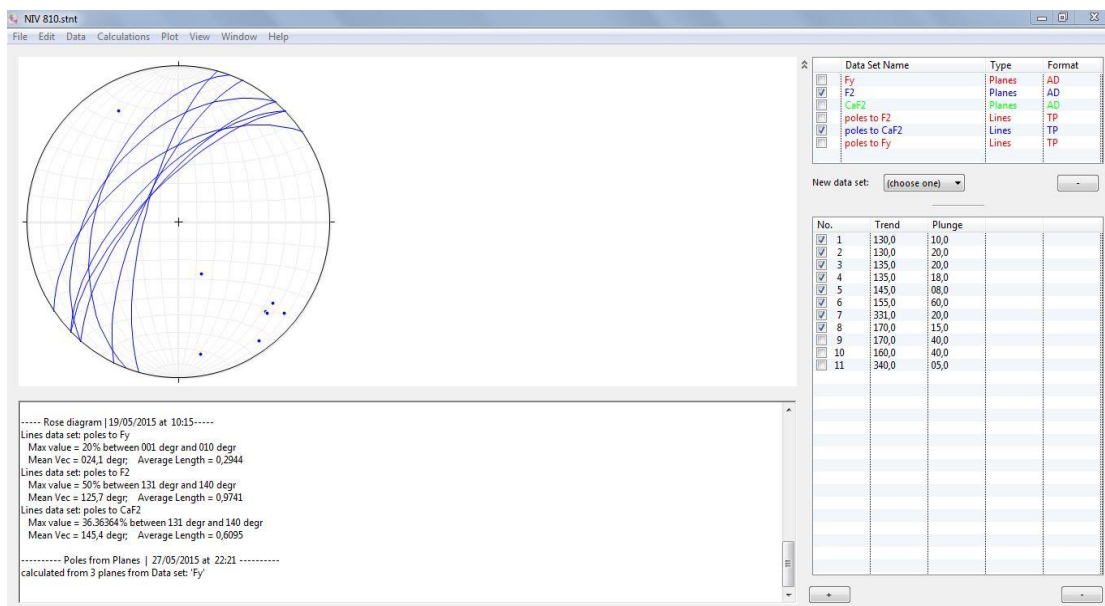 NIV 810.stnt
File Edit Data Calculations Plot View Window Help
Data Set Name Type Format
Fy Planes AD
F2 Planes AD
CaF2 Planes AD
poles to F2 Lines TP
poles to CaF2 Lines TP
poles to Fy Lines TP
New data set: (choose one) -
No. Trend Plunge
1 130,0 10,0
2 130,0 20,0
3 135,0 20,0
4 135,0 18,0
5 145,0 08,0
6 155,0 60,0
7 331,0 20,0
8 170,0 15,0
9 170,0 40,0
10 160,0 40,0
11 340,0 05,0
+ -
----- Rose diagram | 19/05/2015 at 10:15-----
Lines data set: poles to Fy
Max value = 20% between 001 degr and 010 degr
Mean Vec = 024,1 degr; Average Length = 0,2944
Lines data set: poles to F2
Max value = 50% between 131 degr and 140 degr
Mean Vec = 125,7 degr; Average Length = 0,9741
Lines data set: poles to CaF2
Max value = 36.36364% between 131 degr and 140 degr
Mean Vec = 145,4 degr; Average Length = 0,6095
---------- Poles from Planes | 27/05/2015 at 22:21 ----------
calculated from 3 planes from Data set: 'Fy'